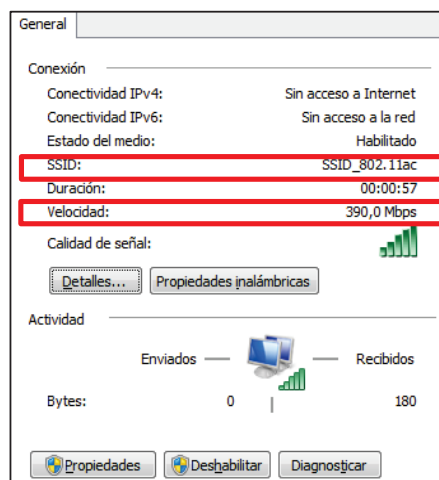 General
Conexión
Conectividad IPv4: Sin acceso a Internet
Conectividad IPv6: Sin acceso a la red
Estado del medio: Habilitado
SSID: SSID_802.11ac
Duración: 00:00:57
Velocidad: 390,0 Mbps
Calidad de señal:
Detalles... Propiedades inalámbricas
Actividad
Enviados — Recibidos
Bytes: 0 180
Propiedades Deshabilitar Diagnosticar